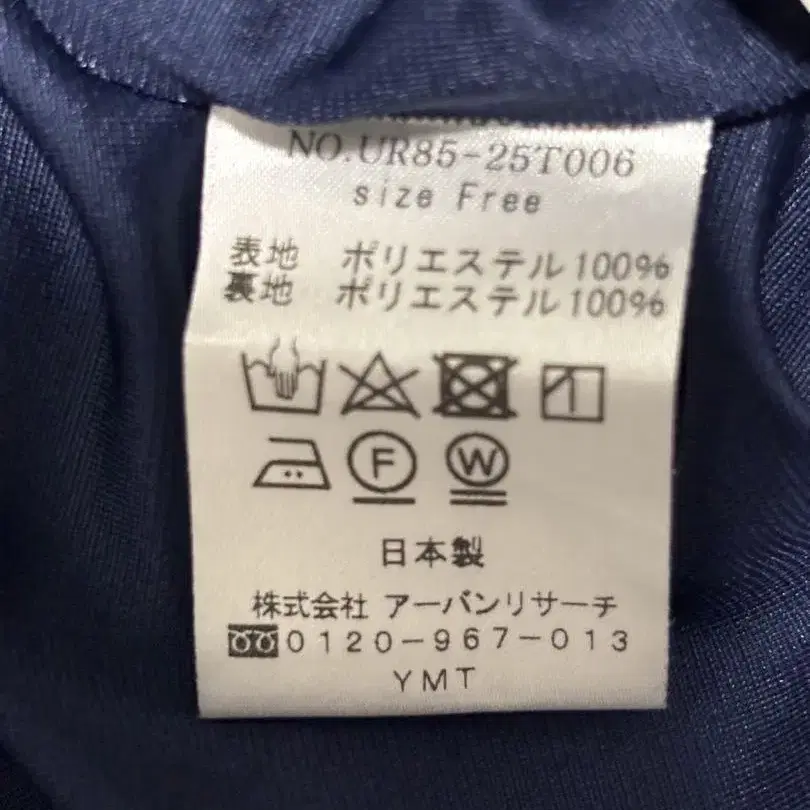 NO.UR85-25T006
size Free
表地 ポリエステル100%
裏地 ポリエステル100%
F W
日本製
株式会社 アーバンリサーチ
0120-967-013
YMT